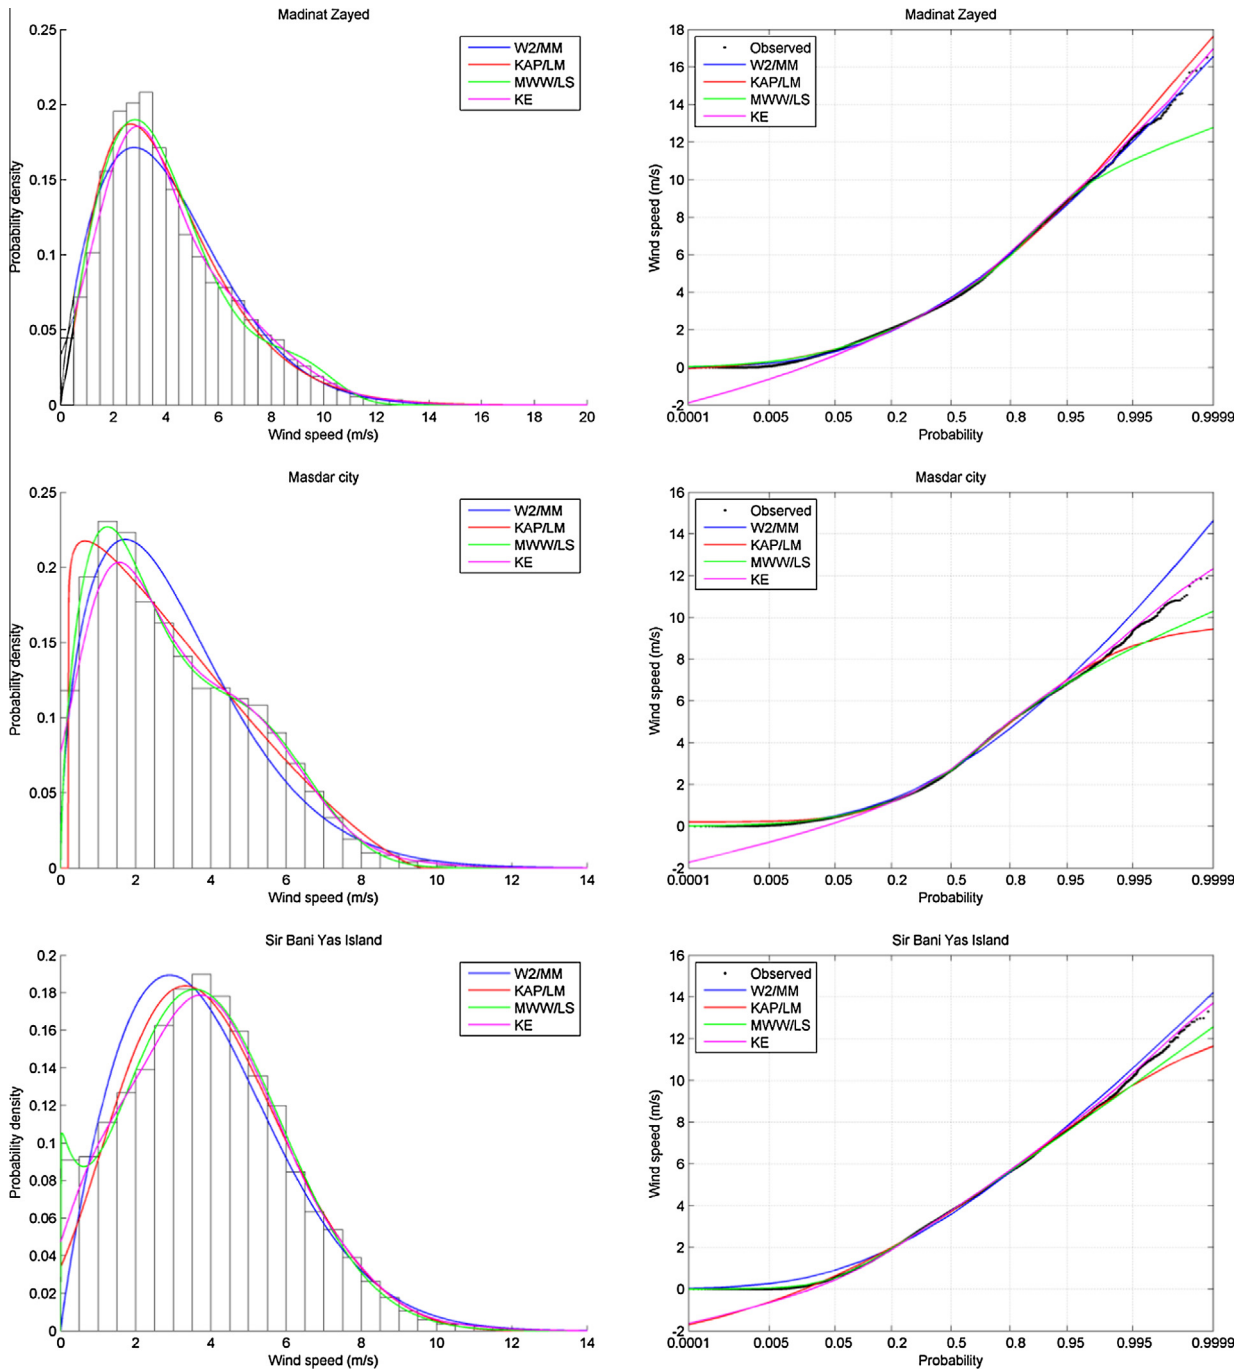 Madinat Zayed
0.25
0.2
0.15
0.1
0.05
0
Probability density
0 2 4 6 8 10 12 14 16 18 20
Wind speed (m/s)
W2/MM
KAP/LM
MWW/LS
KE
Madinat Zayed
18
16
14
12
10
8
6
4
2
0
-2
Wind speed (m/s)
0.0001 0.005 0.05 0.2 0.5 0.8 0.95 0.995 0.9999
Probability
Observed
W2/MM
KAP/LM
MWW/LS
KE
Masdar city
0.25
0.2
0.15
0.1
0.05
0
Probability density
0 2 4 6 8 10 12 14
Wind speed (m/s)
W2/MM
KAP/LM
MWW/LS
KE
Masdar city
16
14
12
10
8
6
4
2
0
-2
Wind speed (m/s)
0.0001 0.005 0.05 0.2 0.5 0.8 0.95 0.995 0.9999
Probability
Observed
W2/MM
KAP/LM
MWW/LS
KE
Sir Bani Yas Island
0.2
0.18
0.16
0.14
0.12
0.1
0.08
0.06
0.04
0.02
0
Probability density
0 2 4 6 8 10 12 14
Wind speed (m/s)
W2/MM
KAP/LM
MWW/LS
KE
Sir Bani Yas Island
16
14
12
10
8
6
4
2
0
-2
Wind speed (m/s)
0.0001 0.005 0.05 0.2 0.5 0.8 0.95 0.995 0.9999
Probability
Observed
W2/MM
KAP/LM
MWW/LS
KE